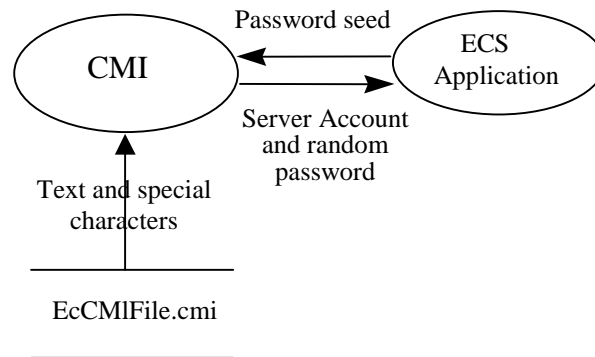 Password seed
CMI
ECS
Application
Server Account
and random
password
Text and special
characters
EcCMIFile.cmi